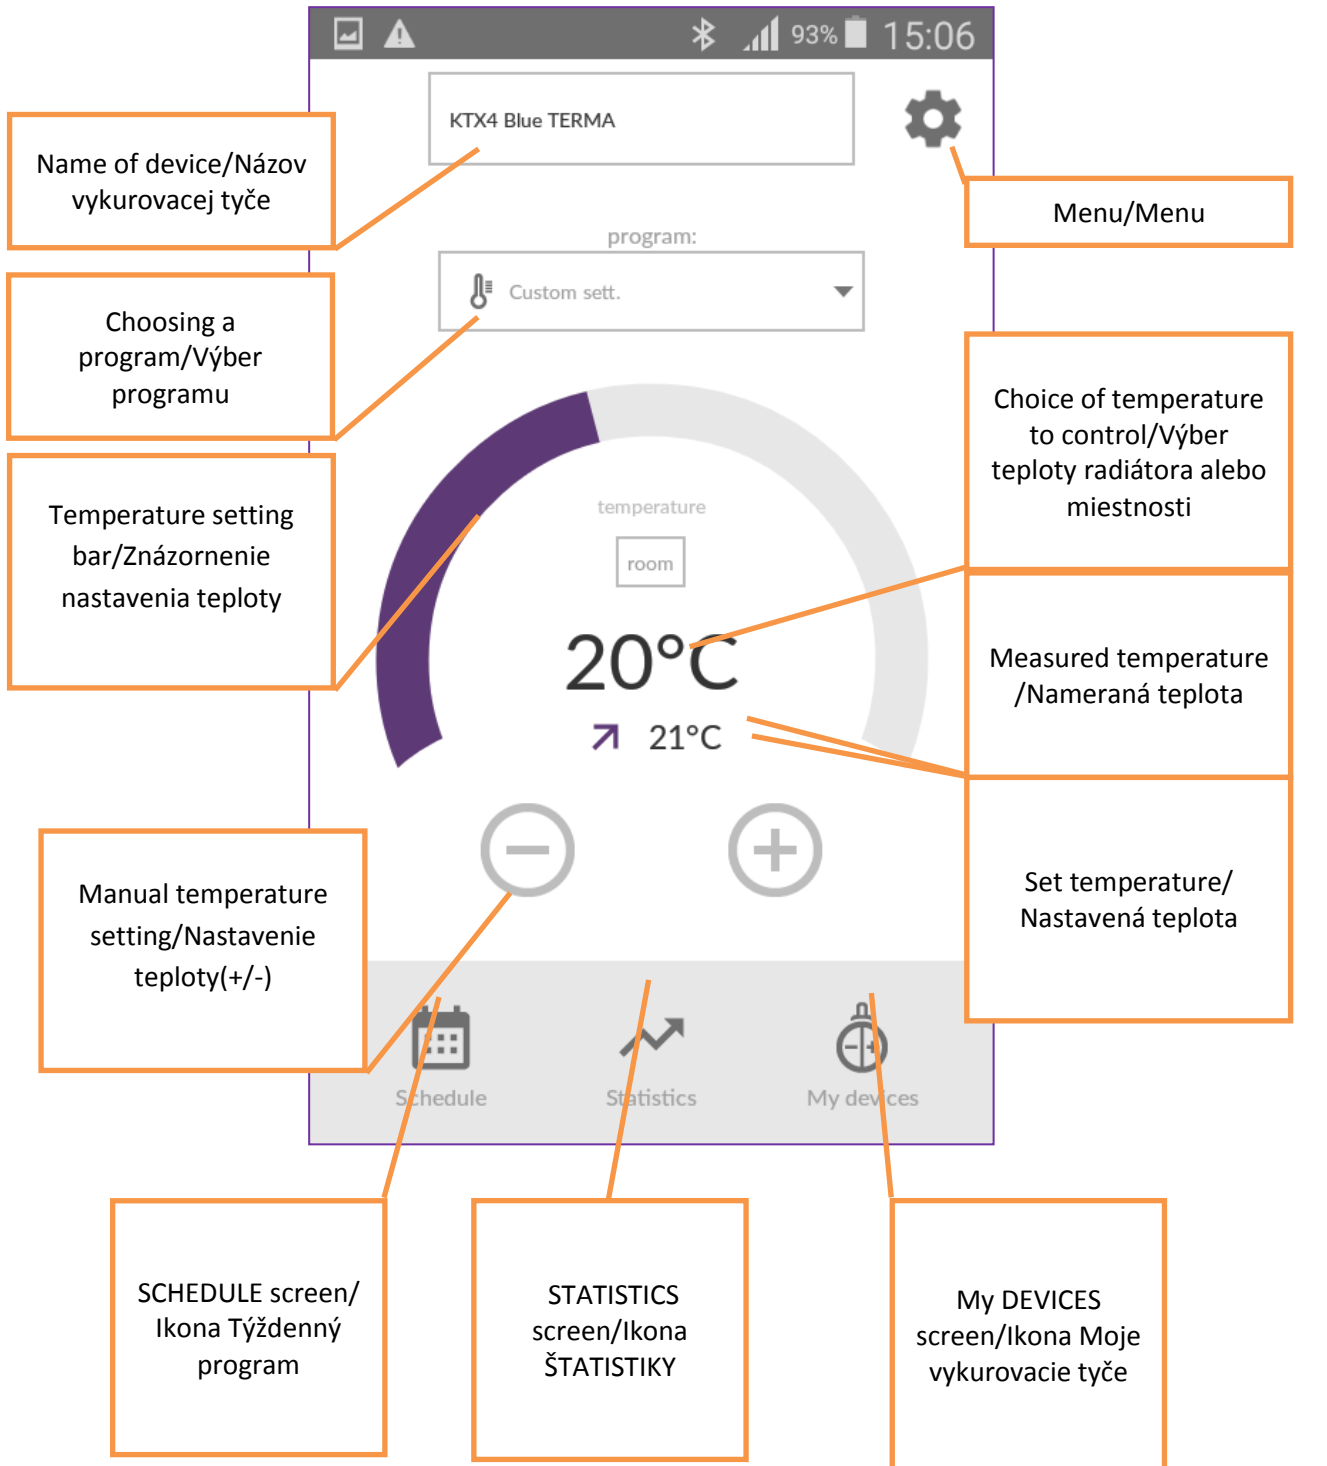 93% 15:06
KTX4 Blue TERMA
Name of device/Názov
vykurovacej tyče
Menu/Menu
program:
Custom sett.
Choosing a
program/Výber
programu
Choice of temperature
to control/Výber
teploty radiátora alebo
miestnosti
Temperature setting
bar/Znázornenie
nastavenia teploty
temperature
room
20°C
21°C
Measured temperature
/Nameraná teplota
Set temperature/
Nastavená teplota
Manual temperature
setting/Nastavenie
teploty(+/-)
Schedule
Statistics
My devices
SCHEDULE screen/
Ikona Týždenný
program
STATISTICS
screen/Ikona
ŠTATISTIKY
My DEVICES
screen/Ikona Moje
vykurovacie tyče